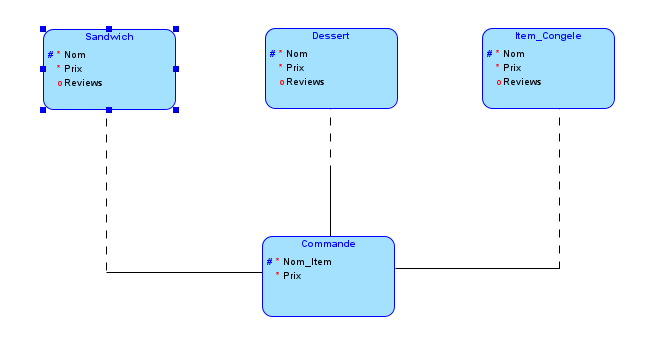 Sandwich
# * Nom
* Prix
o Reviews
Dessert
# * Nom
* Prix
o Reviews
Item_Congele
# * Nom
* Prix
o Reviews
Commande
# * Nom_Item
* Prix